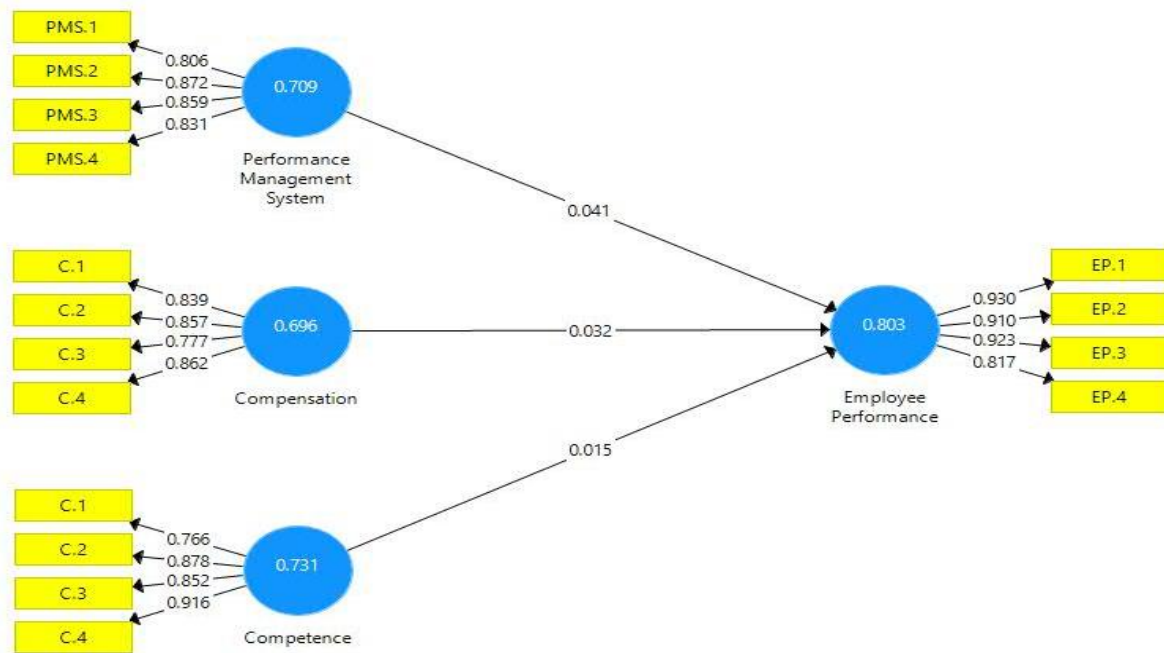 PMS.1
PMS.2
PMS.3
PMS.4
0.806
0.872
0.859
0.831
0.709
Performance
Management
System
0.041
C.1
C.2
C.3
C.4
0.839
0.857
0.777
0.862
0.696
Compensation
0.032
C.1
C.2
C.3
C.4
0.766
0.878
0.852
0.916
0.731
Competence
0.015
0.803
Employee
Performance
0.930
0.910
0.923
0.817
EP.1
EP.2
EP.3
EP.4